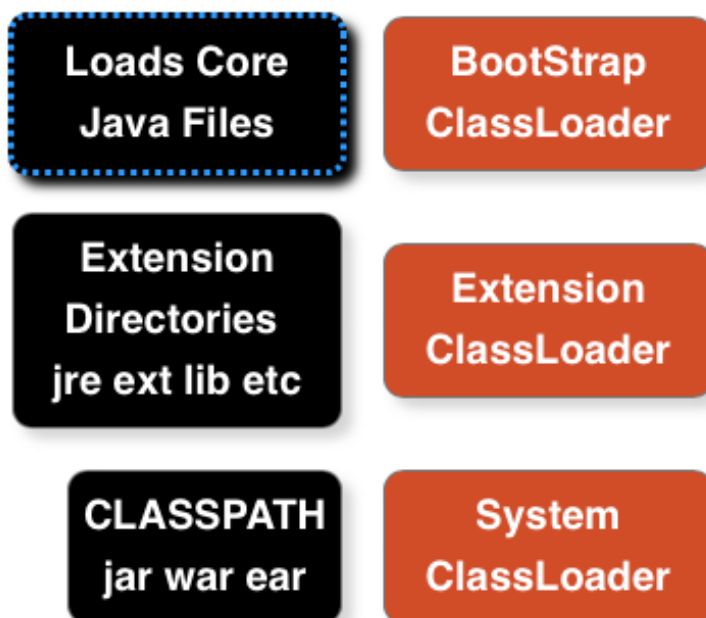 Loads Core
Java Files
BootStrap
ClassLoader
Extension
Directories
jre ext lib etc
Extension
ClassLoader
CLASSPATH
jar war ear
System
ClassLoader